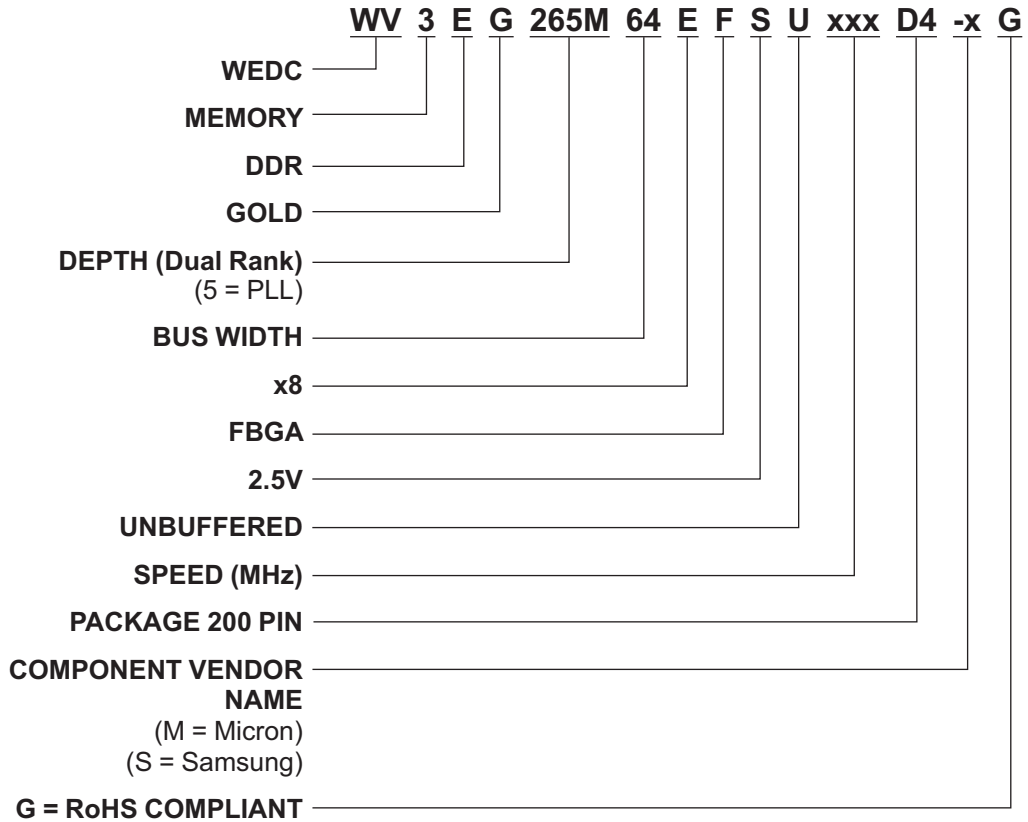 WV 3 E G 265M 64 E F S U xxx D4 -x G
WEDC
MEMORY
DDR
GOLD
DEPTH (Dual Rank)
(5 = PLL)
BUS WIDTH
x8
FBGA
2.5V
UNBUFFERED
SPEED (MHz)
PACKAGE 200 PIN
COMPONENT VENDOR
NAME
(M = Micron)
(S = Samsung)
G = RoHS COMPLIANT